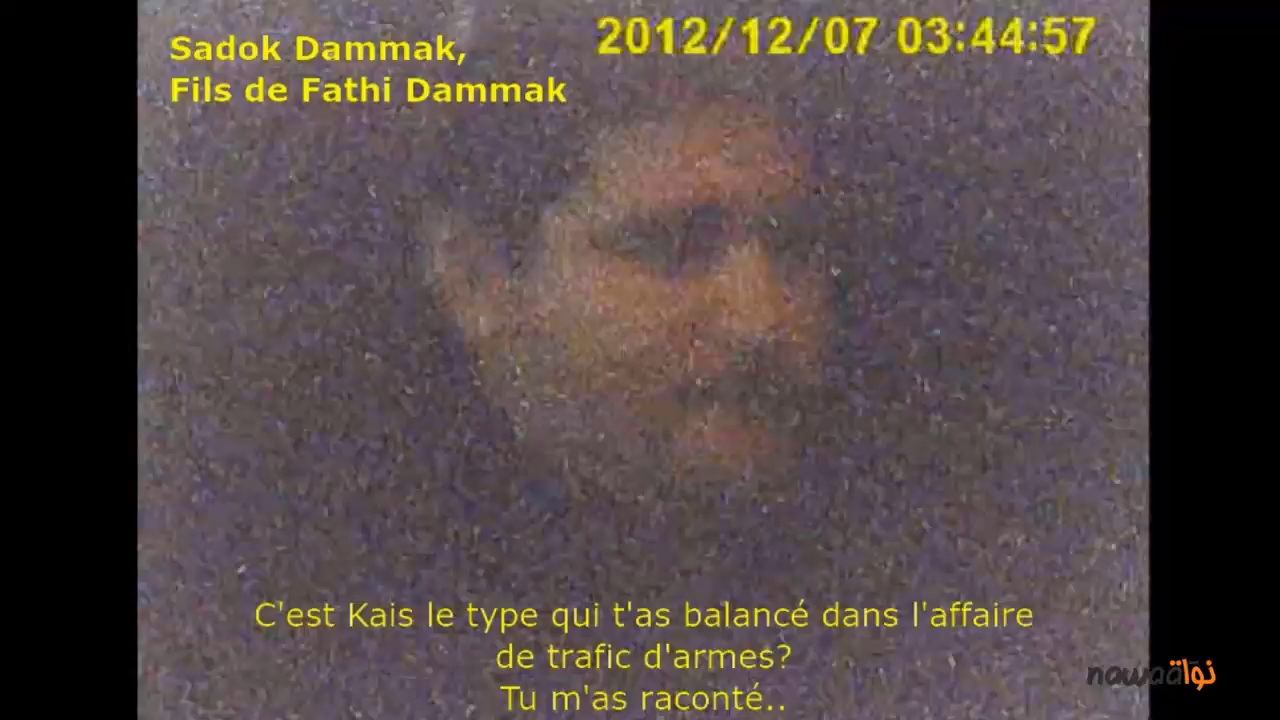 Sadok Dammak,
Fils de Fathi Dammak
2012/12/07 03:44:57
C'est Kais le type qui t'as balancé dans l'affaire
de trafic d'armes?
Tu m'as raconté..
nawaa نواة